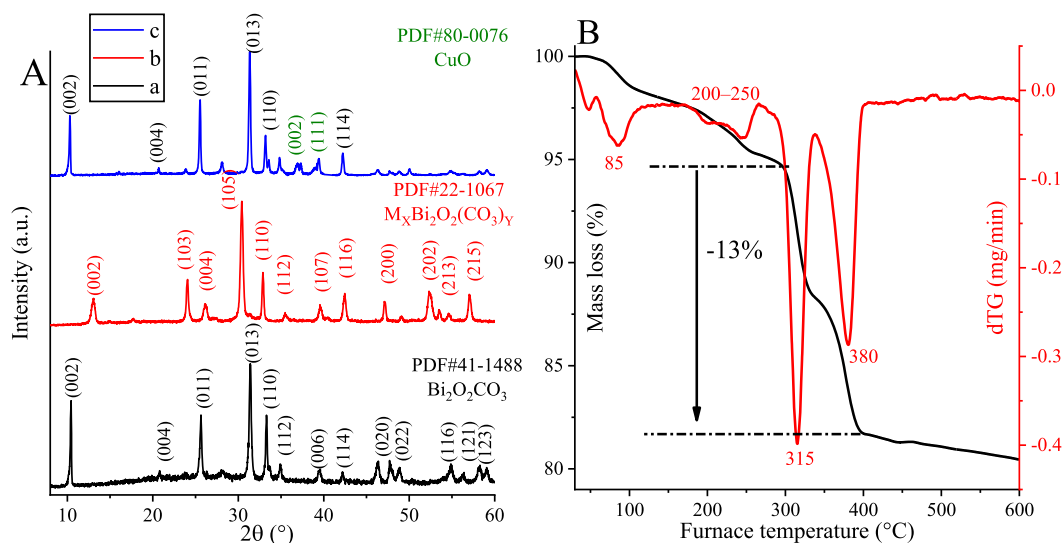 A
c
b
a
PDF#80-0076
CuO
(002)
(004)
(011)
(013)
(110)
(002)
(111)
(114)
PDF#22-1067
MXBi2O2(CO3)Y
(002)
(103)
(004)
(105)
(110)
(112)
(107)
(116)
(200)
(202)
(213)
(215)
PDF#41-1488
Bi2O2CO3
(002)
(004)
(011)
(013)
(110)
(112)
(006)
(114)
(020)
(022)
(116)
(121)
(123)
Intensity (a.u.)
10 20 30 40 50 60
2θ (°)
B
100
95
90
85
80
Mass loss (%)
85
200–250
-13%
315
380
0.0
-0.1
-0.2
-0.3
-0.4
dTG (mg/min)
100 200 300 400 500 600
Furnace temperature (°C)